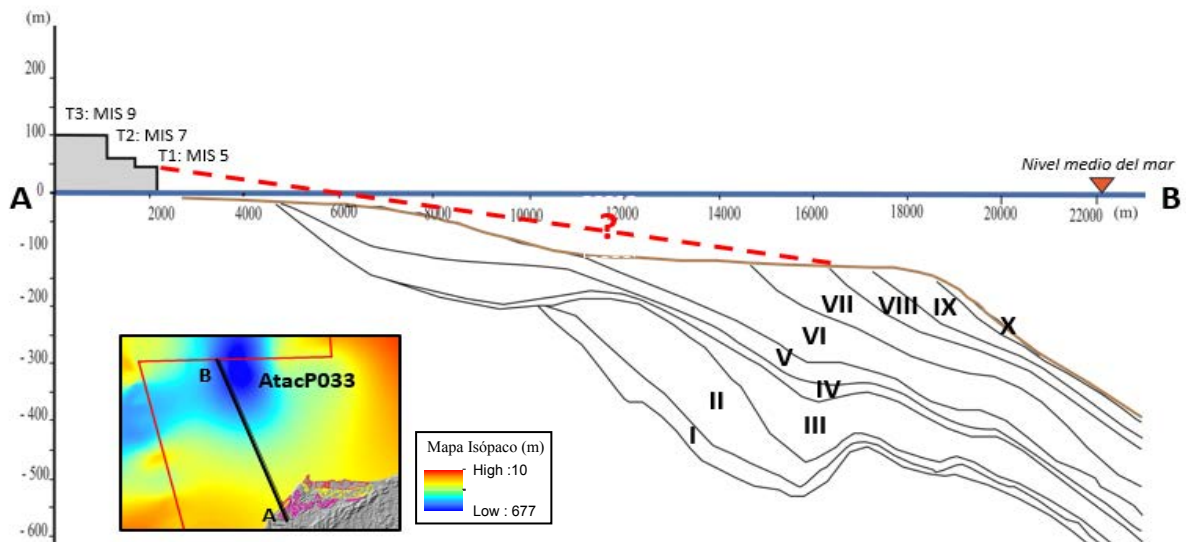 (m)
200
100
0
- 100
- 200
- 300
- 400
- 500
- 600
T3: MIS 9
T2: MIS 7
T1: MIS 5
Nivel medio del mar
A
B
2000
4000
6000
8000
10000
12000
14000
16000
18000
20000
22000
(m)
?
I
II
III
IV
V
VI
VII
VIII
IX
X
B
AtacP033
A
Mapa Isópaco (m)
High :10
Low : 677